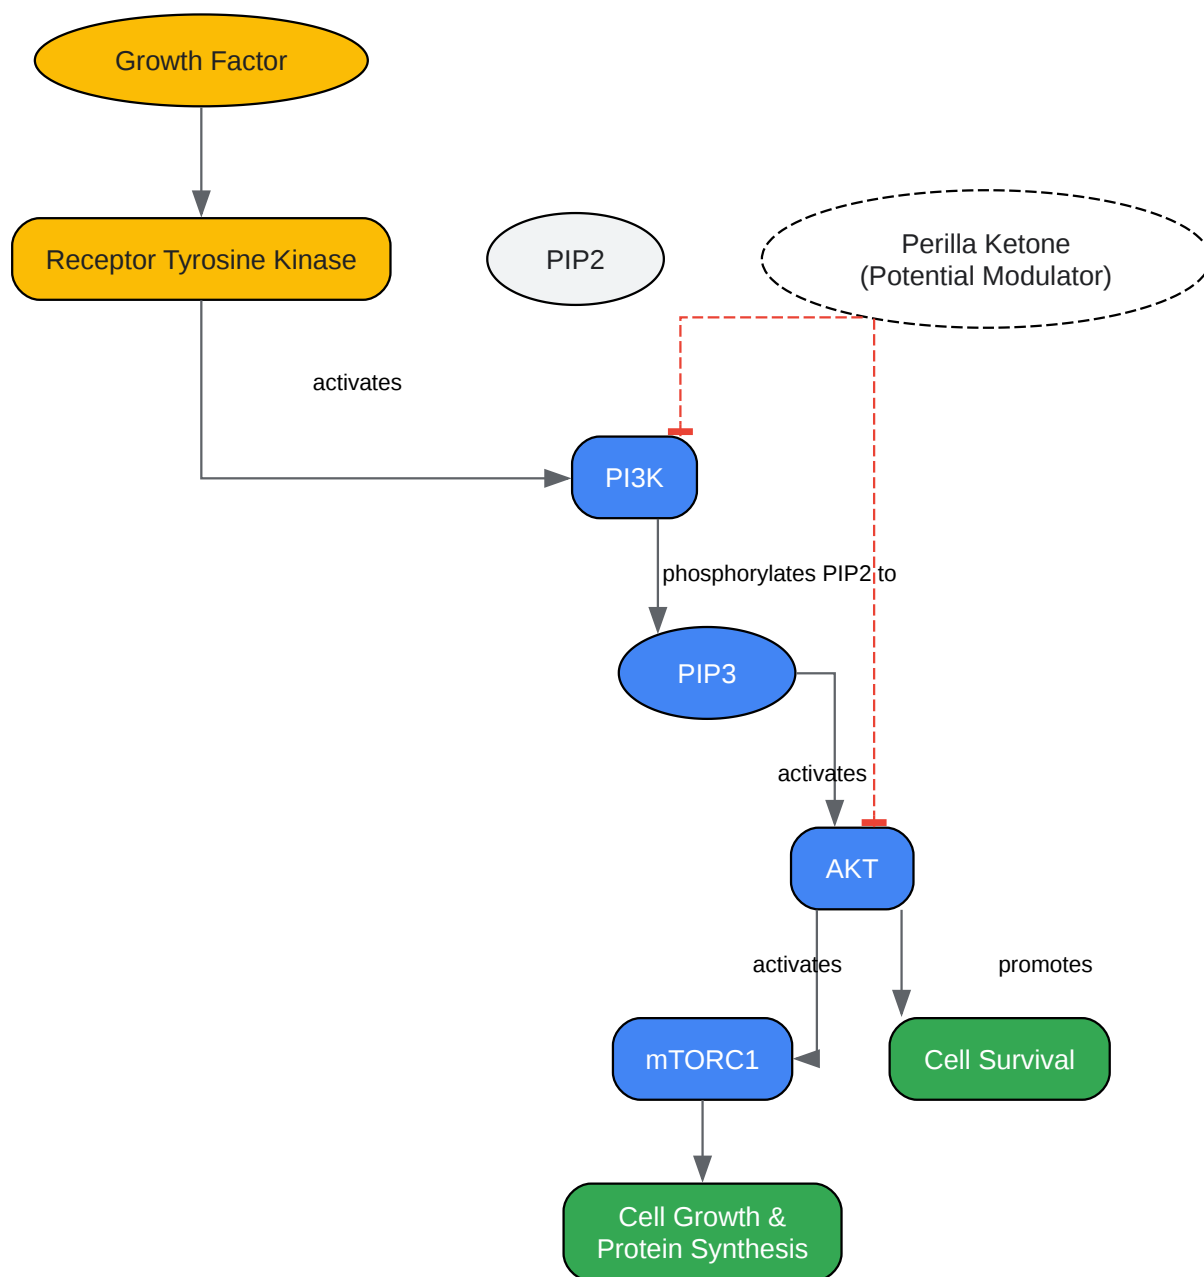 Growth Factor
Receptor Tyrosine Kinase
PIP2
Perilla Ketone
(Potential Modulator)
activates
PI3K
phosphorylates PIP2 to
PIP3
activates
AKT
activates
promotes
mTORC1
Cell Survival
Cell Growth &
Protein Synthesis